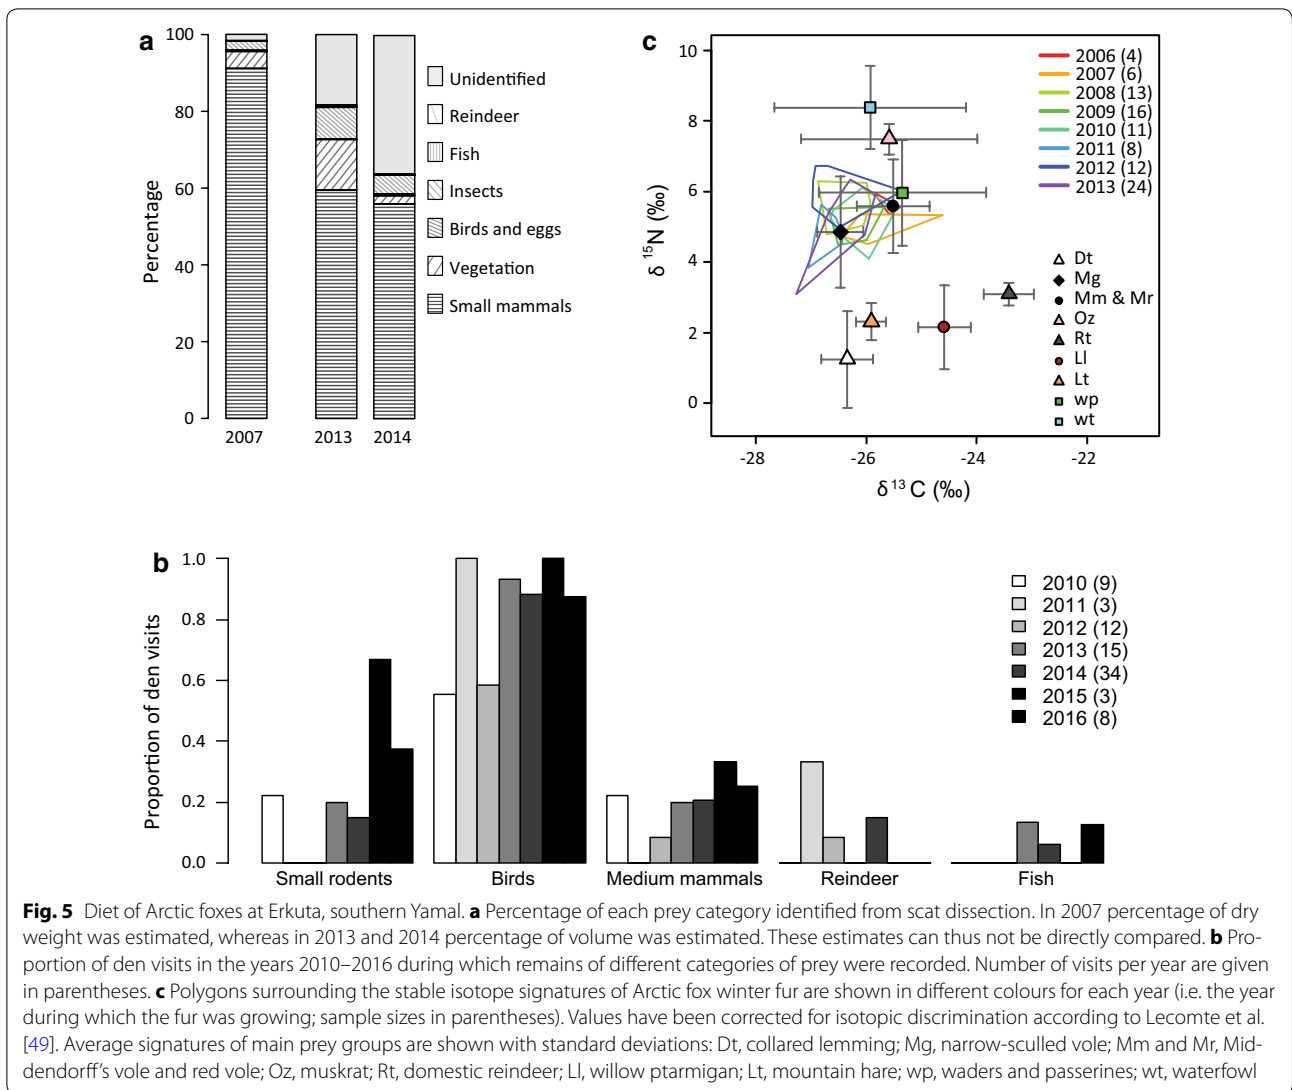 a
100
80
60
40
20
0
Percentage
2007
2013
2014
Unidentified
Reindeer
Fish
Insects
Birds and eggs
Vegetation
Small mammals
c
10
8
6
4
2
0
δ 15N (‰)
-28
-26
-24
-22
δ 13 C (‰)
2006 (4)
2007 (6)
2008 (13)
2009 (16)
2010 (11)
2011 (8)
2012 (12)
2013 (24)
Dt
Mg
Mm & Mr
Oz
Rt
Ll
Lt
wp
wt
b
1.0
0.8
0.6
0.4
0.2
0.0
Proportion of den visits
Small rodents
Birds
Medium mammals
Reindeer
Fish
2010 (9)
2011 (3)
2012 (12)
2013 (15)
2014 (34)
2015 (3)
2016 (8)
Fig. 5 Diet of Arctic foxes at Erkuta, southern Yamal. a Percentage of each prey category identified from scat dissection. In 2007 percentage of dry
weight was estimated, whereas in 2013 and 2014 percentage of volume was estimated. These estimates can thus not be directly compared. b Pro-
portion of den visits in the years 2010–2016 during which remains of different categories of prey were recorded. Number of visits per year are given
in parentheses. c Polygons surrounding the stable isotope signatures of Arctic fox winter fur are shown in different colours for each year (i.e. the year
during which the fur was growing; sample sizes in parentheses). Values have been corrected for isotopic discrimination according to Lecomte et al.
[49]. Average signatures of main prey groups are shown with standard deviations: Dt, collared lemming; Mg, narrow-sculled vole; Mm and Mr, Mid-
dendorff's vole and red vole; Oz, muskrat; Rt, domestic reindeer; Ll, willow ptarmigan; Lt, mountain hare; wp, waders and passerines; wt, waterfowl